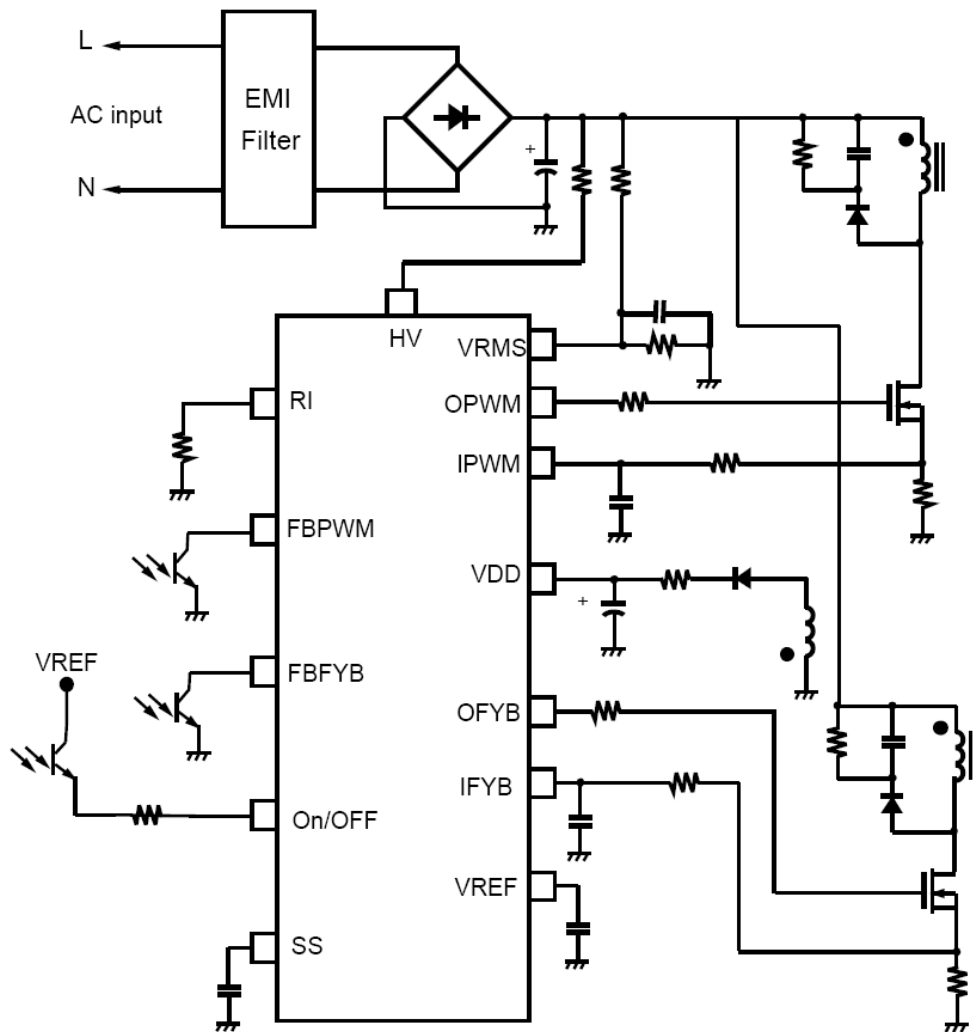 L
AC input
N
EMI
Filter
+
HV
VRMS
RI
OPWM
IPWM
FBPWM
VDD
+
VREF
FBFYB
OFYB
IFYB
On/OFF
VREF
SS